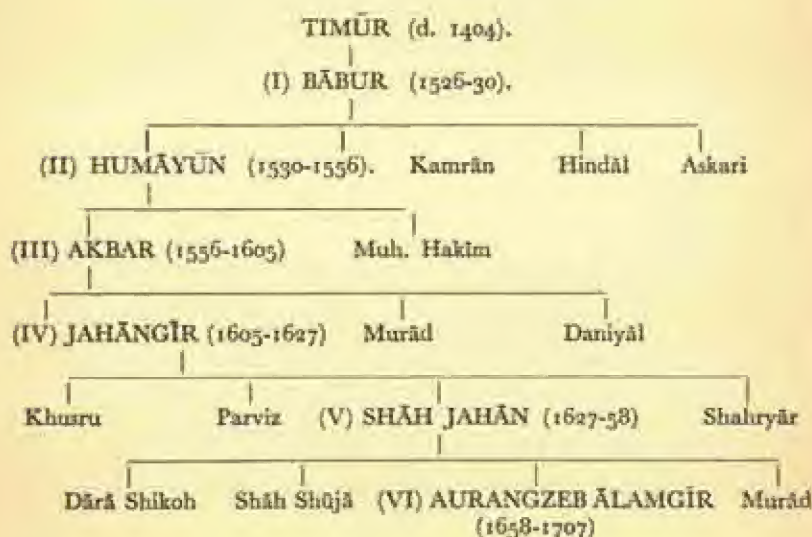 TIMŪR (d. 1404).
(I) BĀBUR (1526-30).
(II) HUMĀYŪN (1530-1556). Kamrān Hindāl Askari
(III) AKBAR (1556-1605) Muh. Hakīm
(IV) JAHĀNGĪR (1605-1627) Murād Daniyāl
Khusru Parviz (V) SHĀH JAHĀN (1627-58) Shahryār
Dārā Shikoh Shāh Shūjā (VI) AURANGZEB ĀLAMGĪR Murād
(1658-1707)